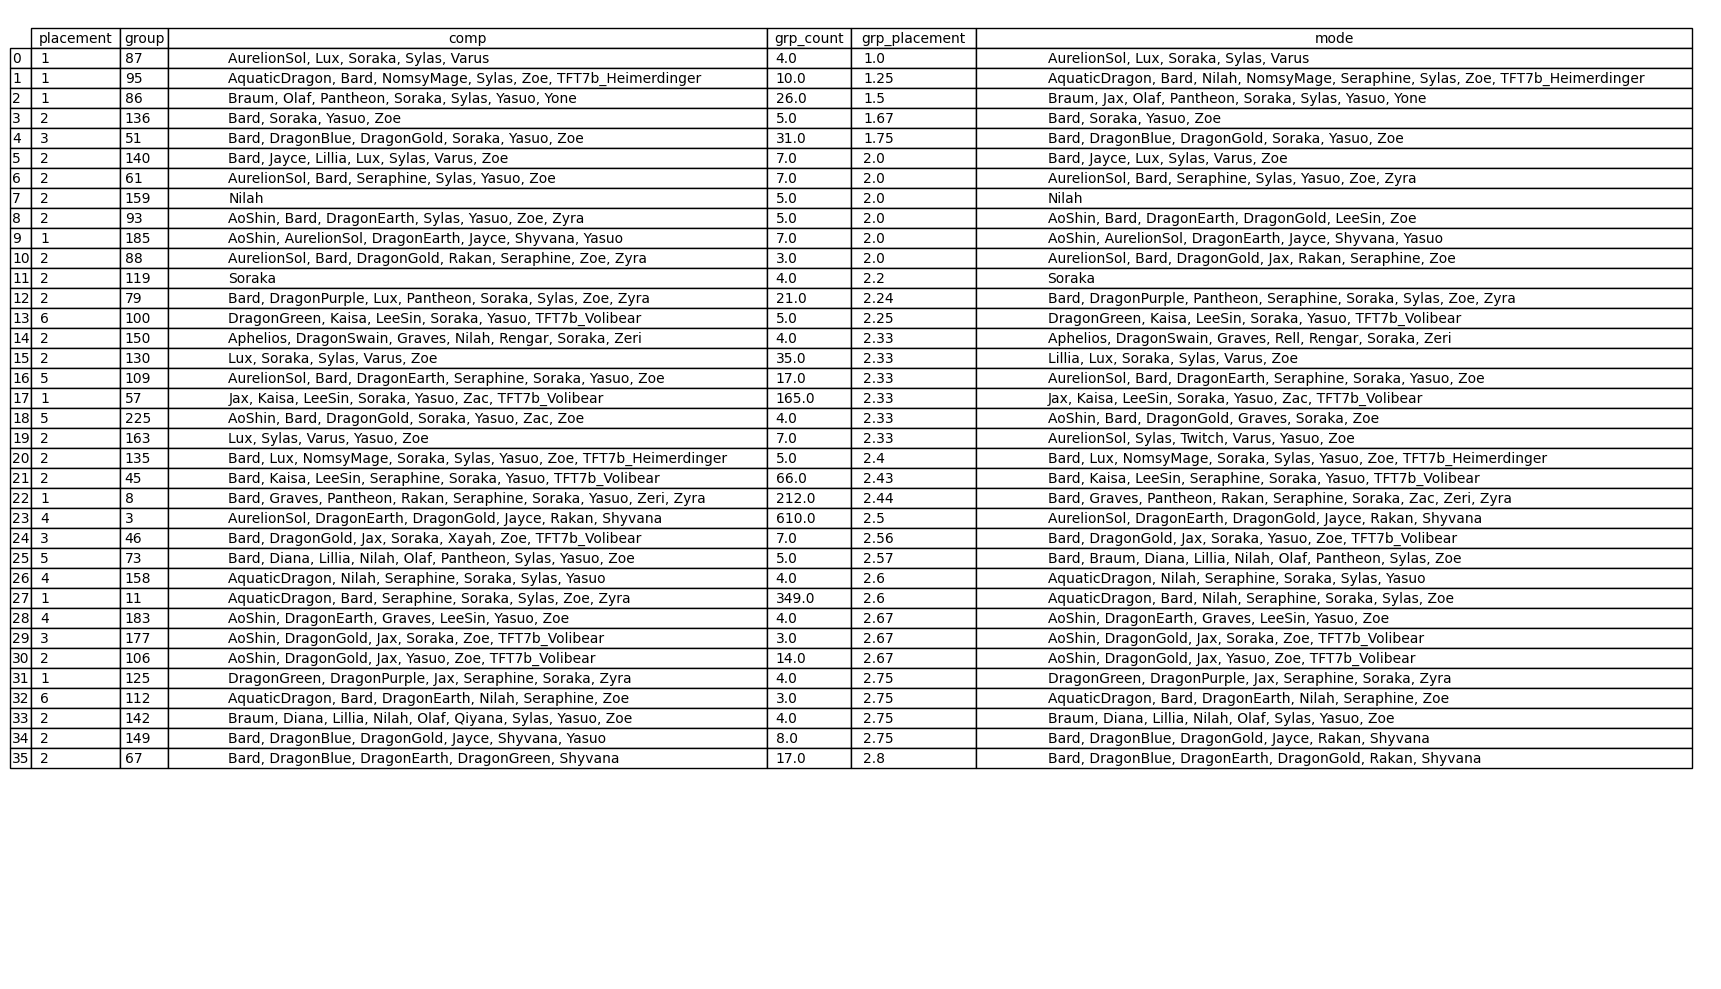 placement group comp grp_count grp_placement mode
0 1 87 AurelionSol, Lux, Soraka, Sylas, Varus 4.0 1.0 AurelionSol, Lux, Soraka, Sylas, Varus
1 1 95 AquaticDragon, Bard, NomsyMage, Sylas, Zoe, TFT7b_Heimerdinger 10.0 1.25 AquaticDragon, Bard, Nilah, NomsyMage, Seraphine, Sylas, Zoe, TFT7b_Heimerdinger
2 1 86 Braum, Olaf, Pantheon, Soraka, Sylas, Yasuo, Yone 26.0 1.5 Braum, Jax, Olaf, Pantheon, Soraka, Sylas, Yasuo, Yone
3 2 136 Bard, Soraka, Yasuo, Zoe 5.0 1.67 Bard, Soraka, Yasuo, Zoe
4 3 51 Bard, DragonBlue, DragonGold, Soraka, Yasuo, Zoe 31.0 1.75 Bard, DragonBlue, DragonGold, Soraka, Yasuo, Zoe
5 2 140 Bard, Jayce, Lillia, Lux, Sylas, Varus, Zoe 7.0 2.0 Bard, Jayce, Lux, Sylas, Varus, Zoe
6 2 61 AurelionSol, Bard, Seraphine, Sylas, Yasuo, Zoe 7.0 2.0 AurelionSol, Bard, Seraphine, Sylas, Yasuo, Zoe, Zyra
7 2 159 Nilah 5.0 2.0 Nilah
8 2 93 AoShin, Bard, DragonEarth, Sylas, Yasuo, Zoe, Zyra 5.0 2.0 AoShin, Bard, DragonEarth, DragonGold, LeeSin, Zoe
9 1 185 AoShin, AurelionSol, DragonEarth, Jayce, Shyvana, Yasuo 7.0 2.0 AoShin, AurelionSol, DragonEarth, Jayce, Shyvana, Yasuo
10 2 88 AurelionSol, Bard, DragonGold, Rakan, Seraphine, Zoe, Zyra 3.0 2.0 AurelionSol, Bard, DragonGold, Jax, Rakan, Seraphine, Zoe
11 2 119 Soraka 4.0 2.2 Soraka
12 2 79 Bard, DragonPurple, Lux, Pantheon, Soraka, Sylas, Zoe, Zyra 21.0 2.24 Bard, DragonPurple, Pantheon, Seraphine, Soraka, Sylas, Zoe, Zyra
13 6 100 DragonGreen, Kaisa, LeeSin, Soraka, Yasuo, TFT7b_Volibear 5.0 2.25 DragonGreen, Kaisa, LeeSin, Soraka, Yasuo, TFT7b_Volibear
14 2 150 Aphelios, DragonSwain, Graves, Nilah, Rengar, Soraka, Zeri 4.0 2.33 Aphelios, DragonSwain, Graves, Rell, Rengar, Soraka, Zeri
15 2 130 Lux, Soraka, Sylas, Varus, Zoe 35.0 2.33 Lillia, Lux, Soraka, Sylas, Varus, Zoe
16 5 109 AurelionSol, Bard, DragonEarth, Seraphine, Soraka, Yasuo, Zoe 17.0 2.33 AurelionSol, Bard, DragonEarth, Seraphine, Soraka, Yasuo, Zoe
17 1 57 Jax, Kaisa, LeeSin, Soraka, Yasuo, Zac, TFT7b_Volibear 165.0 2.33 Jax, Kaisa, LeeSin, Soraka, Yasuo, Zac, TFT7b_Volibear
18 5 225 AoShin, Bard, DragonGold, Soraka, Yasuo, Zac, Zoe 4.0 2.33 AoShin, Bard, DragonGold, Graves, Soraka, Zoe
19 2 163 Lux, Sylas, Varus, Yasuo, Zoe 7.0 2.33 AurelionSol, Sylas, Twitch, Varus, Yasuo, Zoe
20 2 135 Bard, Lux, NomsyMage, Soraka, Sylas, Yasuo, Zoe, TFT7b_Heimerdinger 5.0 2.4 Bard, Lux, NomsyMage, Soraka, Sylas, Yasuo, Zoe, TFT7b_Heimerdinger
21 2 45 Bard, Kaisa, LeeSin, Seraphine, Soraka, Yasuo, TFT7b_Volibear 66.0 2.43 Bard, Kaisa, LeeSin, Seraphine, Soraka, Yasuo, TFT7b_Volibear
22 1 8 Bard, Graves, Pantheon, Rakan, Seraphine, Soraka, Yasuo, Zeri, Zyra 212.0 2.44 Bard, Graves, Pantheon, Rakan, Seraphine, Soraka, Zac, Zeri, Zyra
23 4 3 AurelionSol, DragonEarth, DragonGold, Jayce, Rakan, Shyvana 610.0 2.5 AurelionSol, DragonEarth, DragonGold, Jayce, Rakan, Shyvana
24 3 46 Bard, DragonGold, Jax, Soraka, Xayah, Zoe, TFT7b_Volibear 7.0 2.56 Bard, DragonGold, Jax, Soraka, Yasuo, Zoe, TFT7b_Volibear
25 5 73 Bard, Diana, Lillia, Nilah, Olaf, Pantheon, Sylas, Yasuo, Zoe 5.0 2.57 Bard, Braum, Diana, Lillia, Nilah, Olaf, Pantheon, Sylas, Zoe
26 4 158 AquaticDragon, Nilah, Seraphine, Soraka, Sylas, Yasuo 4.0 2.6 AquaticDragon, Nilah, Seraphine, Soraka, Sylas, Yasuo
27 1 11 AquaticDragon, Bard, Seraphine, Soraka, Sylas, Zoe, Zyra 349.0 2.6 AquaticDragon, Bard, Nilah, Seraphine, Soraka, Sylas, Zoe
28 4 183 AoShin, DragonEarth, Graves, LeeSin, Yasuo, Zoe 4.0 2.67 AoShin, DragonEarth, Graves, LeeSin, Yasuo, Zoe
29 3 177 AoShin, DragonGold, Jax, Soraka, Zoe, TFT7b_Volibear 3.0 2.67 AoShin, DragonGold, Jax, Soraka, Zoe, TFT7b_Volibear
30 2 106 AoShin, DragonGold, Jax, Yasuo, Zoe, TFT7b_Volibear 14.0 2.67 AoShin, DragonGold, Jax, Yasuo, Zoe, TFT7b_Volibear
31 1 125 DragonGreen, DragonPurple, Jax, Seraphine, Soraka, Zyra 4.0 2.75 DragonGreen, DragonPurple, Jax, Seraphine, Soraka, Zyra
32 6 112 AquaticDragon, Bard, DragonEarth, Nilah, Seraphine, Zoe 3.0 2.75 AquaticDragon, Bard, DragonEarth, Nilah, Seraphine, Zoe
33 2 142 Braum, Diana, Lillia, Nilah, Olaf, Qiyana, Sylas, Yasuo, Zoe 4.0 2.75 Braum, Diana, Lillia, Nilah, Olaf, Sylas, Yasuo, Zoe
34 2 149 Bard, DragonBlue, DragonGold, Jayce, Shyvana, Yasuo 8.0 2.75 Bard, DragonBlue, DragonGold, Jayce, Rakan, Shyvana
35 2 67 Bard, DragonBlue, DragonEarth, DragonGreen, Shyvana 17.0 2.8 Bard, DragonBlue, DragonEarth, DragonGold, Rakan, Shyvana